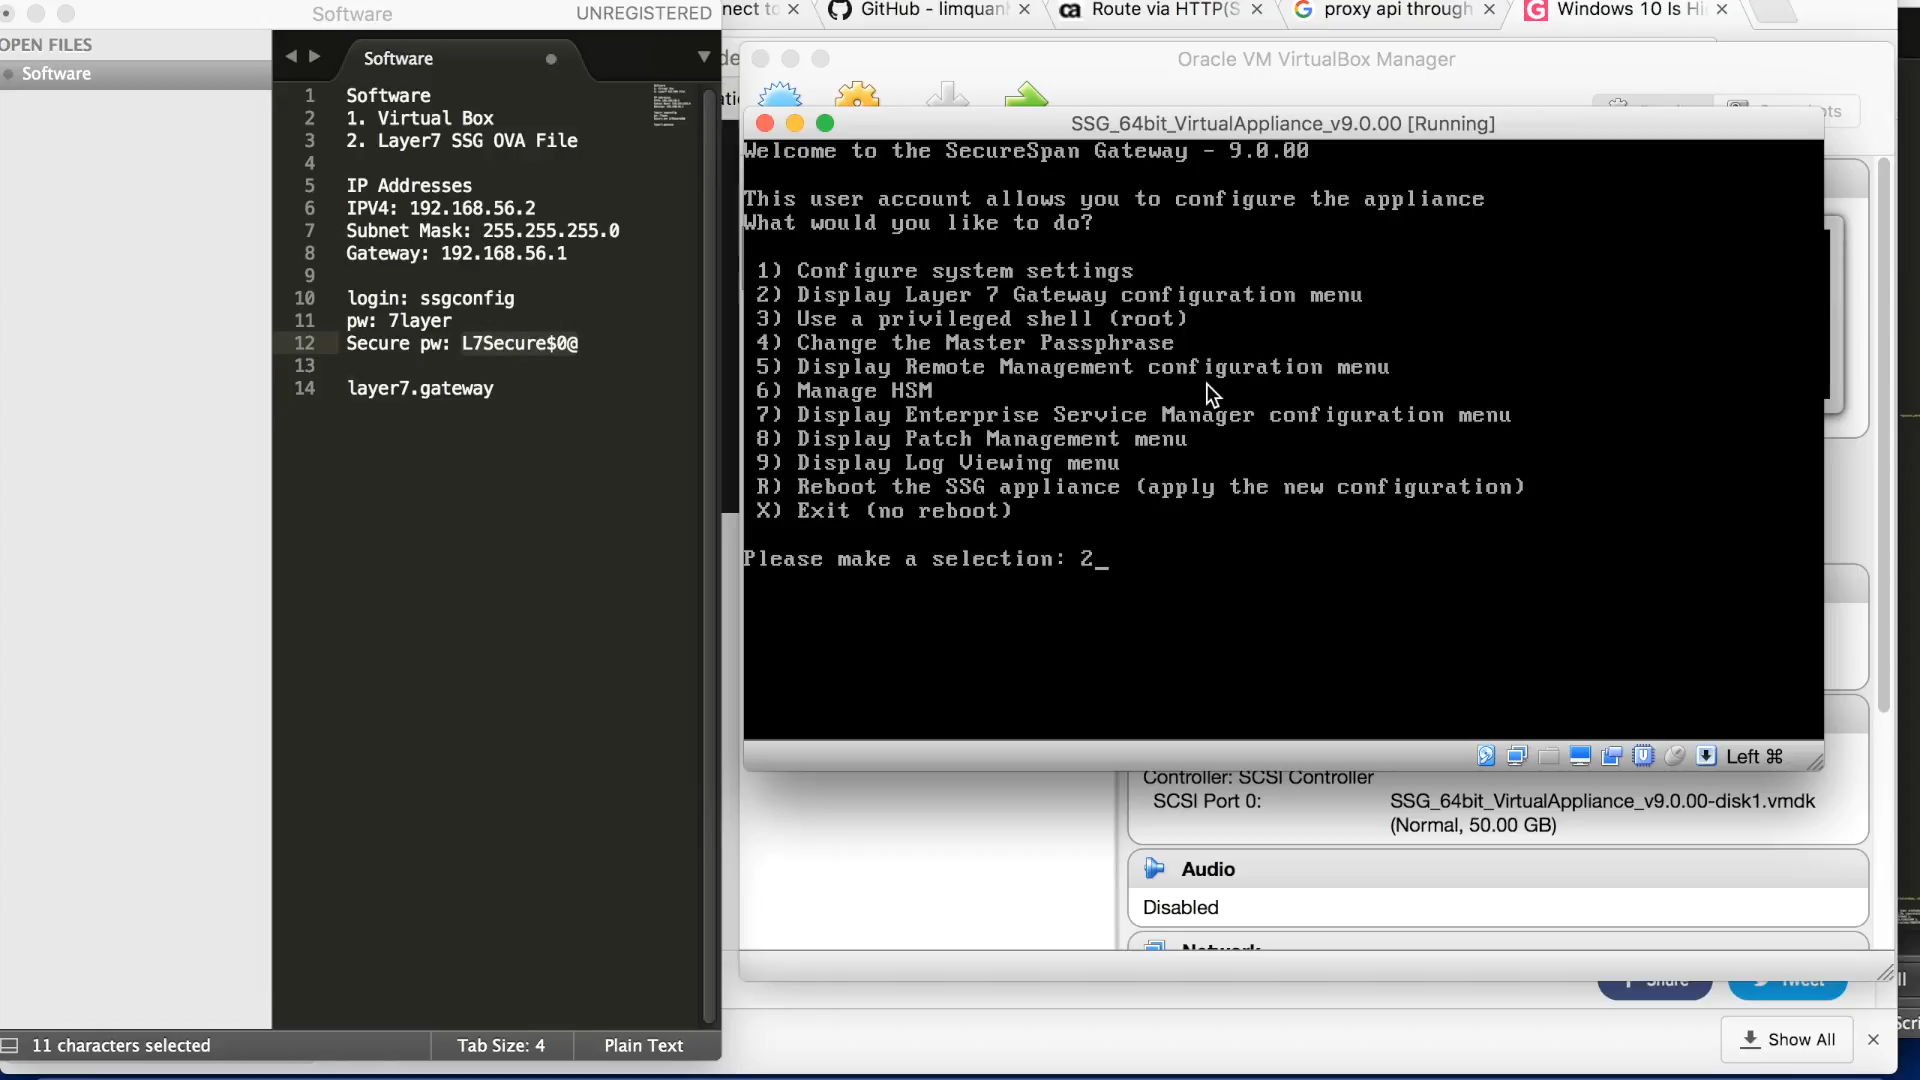 Software
UNREGISTERED
OPEN FILES
Software
Software
1 Software
2 1. Virtual Box
3 2. Layer7 SSG OVA File
4
5 IP Addresses
6 IPV4: 192.168.56.2
7 Subnet Mask: 255.255.255.0
8 Gateway: 192.168.56.1
9
10 login: ssgconfig
11 pw: 7layer
12 Secure pw: L7Secure$0@
13
14 layer7.gateway
11 characters selected
Tab Size: 4
Plain Text
nect to
GitHub - limquan
Route via HTTP(S
proxy api through
Windows 10 Is Hi
Oracle VM VirtualBox Manager
SSG_64bit_VirtualAppliance_v9.0.00 [Running]
Welcome to the SecureSpan Gateway - 9.0.00
This user account allows you to configure the appliance
What would you like to do?
1) Configure system settings
2) Display Layer 7 Gateway configuration menu
3) Use a privileged shell (root)
4) Change the Master Passphrase
5) Display Remote Management configuration menu
6) Manage HSM
7) Display Enterprise Service Manager configuration menu
8) Display Patch Management menu
9) Display Log Viewing menu
R) Reboot the SSG appliance (apply the new configuration)
X) Exit (no reboot)
Please make a selection: 2_
Left ⌘
Controller: SCSI Controller
SCSI Port 0: SSG_64bit_VirtualAppliance_v9.0.00-disk1.vmdk
(Normal, 50.00 GB)
Audio
Disabled
Network
Share
Tweet
Show All